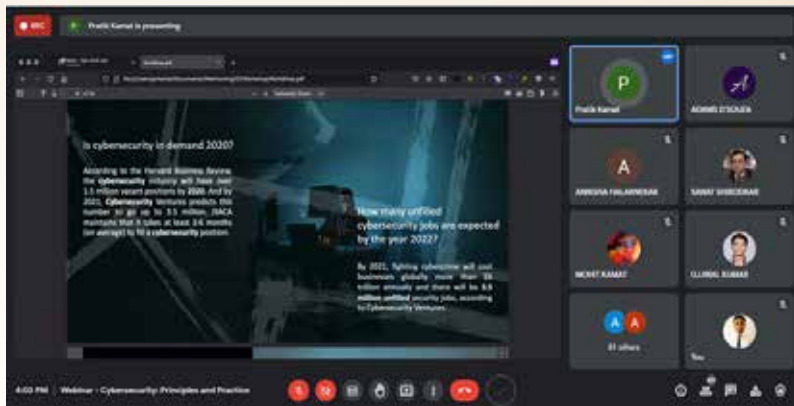 REC
Pratik Kamat is presenting
Is cybersecurity in demand 2020?
According to the Harvard Business Review
the cybersecurity industry will have over
1.5 million vacant positions by 2020. And by
2021, Cybersecurity Ventures predicts this
number to go up to 3.5 million. ISACA
maintains that it takes at least 3-6 months
(on average) to fill a cybersecurity position.
How many unfilled
cybersecurity jobs are expected
by the year 2022?
By 2021, fighting cybercrime will cost
businesses globally more than $6
trillion annually and there will be 3.5
million unfilled security jobs, according
to Cybersecurity Ventures.
P
Pratik Kamat
A
A
SANAT SHIRODKAR
MOHIT KAMAT
UJJWAL KUMAR
A A
81 others
You
4:03 PM | Webinar - Cybersecurity: Principles and Practice